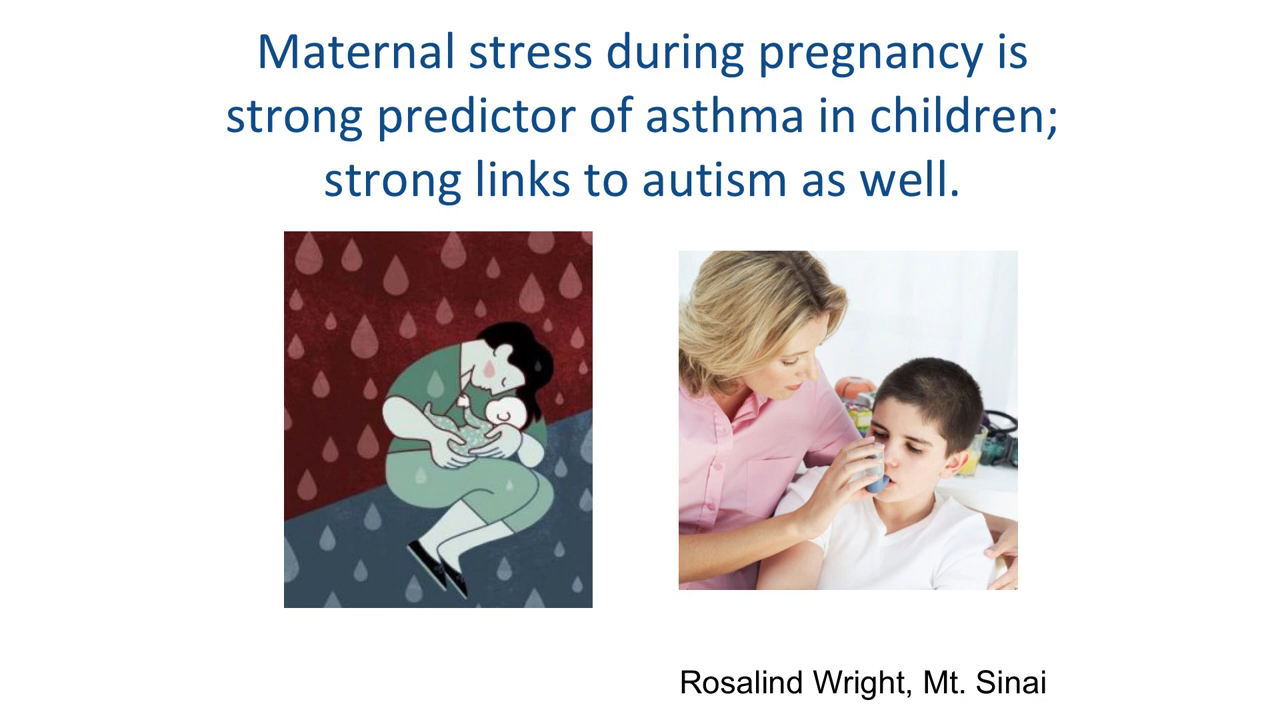 Maternal stress during pregnancy is
strong predictor of asthma in children;
strong links to autism as well.
Rosalind Wright, Mt. Sinai